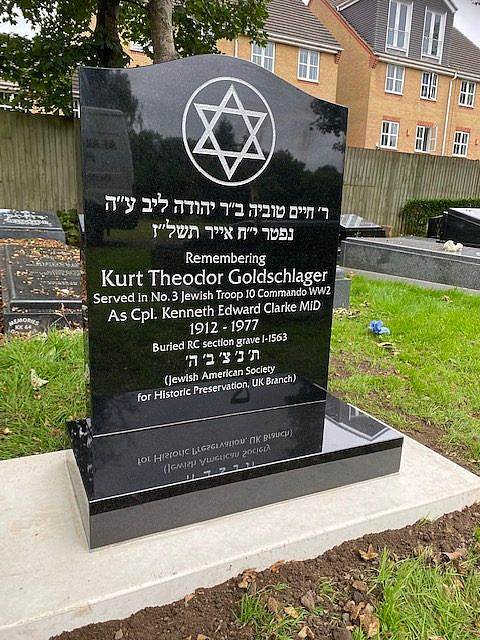 ר׳ חיים טוביה ב״ר יהודה ליב ע״ה
נפטר י״ח אייר תשל״ז
Remembering
Kurt Theodor Goldschlager
Served in No.3 Jewish Troop 10 Commando WW2
As Cpl. Kenneth Edward Clarke MiD
1912 - 1977
Buried RC section grave I-1563
ת׳ נ׳ צ׳ ב׳ ה׳
(Jewish American Society
for Historic Preservation, UK Branch)